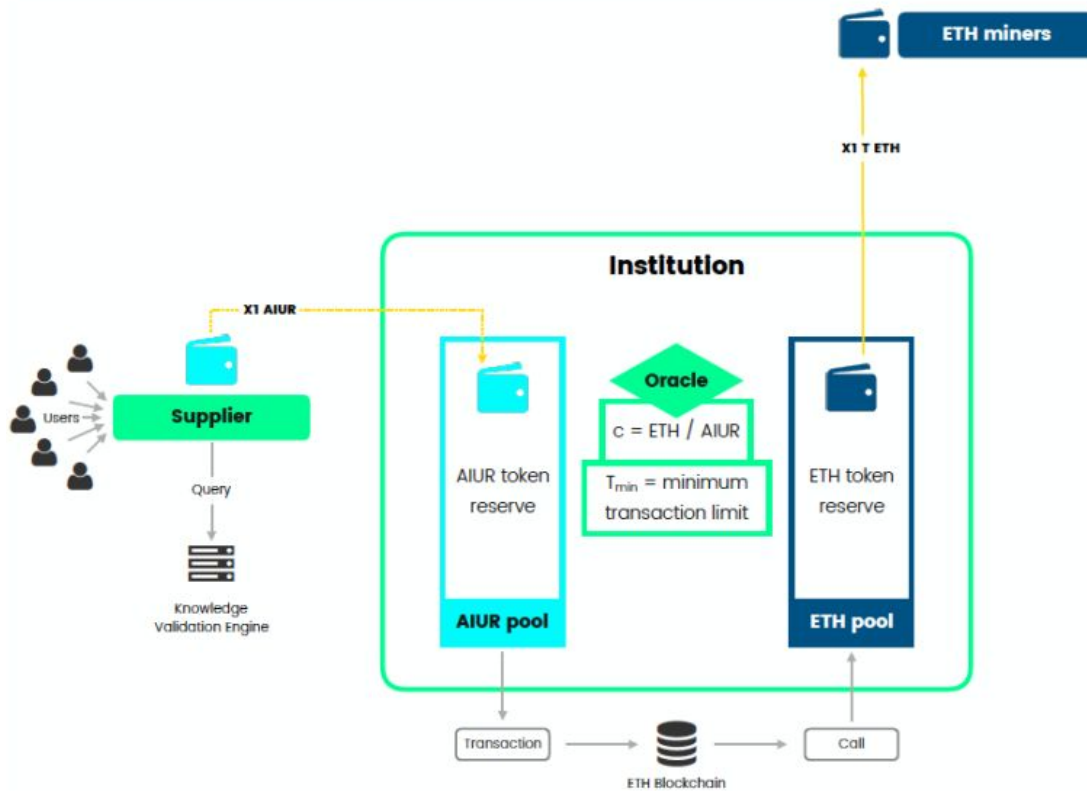 ETH miners
X1 T ETH
Institution
X1 AIUR
Oracle
c = ETH / AIUR
Tmin = minimum
transaction limit
Users
Supplier
Query
Knowledge
Validation Engine
AIUR token
reserve
AIUR pool
ETH token
reserve
ETH pool
Transaction
ETH Blockchain
Call